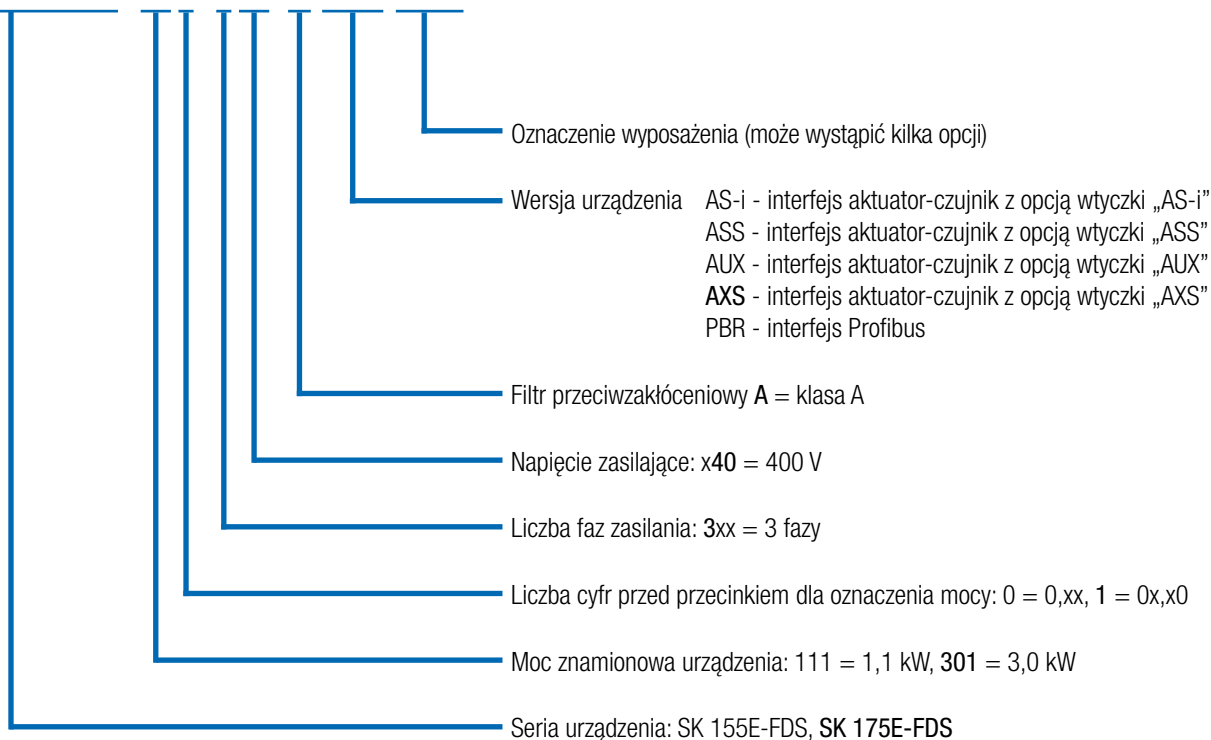 Oznaczenie wyposażenia (może wystąpić kilka opcji)
Wersja urządzenia AS-i - interfejs aktuator-czujnik z opcją wtyczki „AS-i”
ASS - interfejs aktuator-czujnik z opcją wtyczki „ASS”
AUX - interfejs aktuator-czujnik z opcją wtyczki „AUX”
AXS - interfejs aktuator-czujnik z opcją wtyczki „AXS”
PBR - interfejs Profibus
Filtr przeciwzakłóceniowy A = klasa A
Napięcie zasilające: x40 = 400 V
Liczba faz zasilania: 3xx = 3 fazy
Liczba cyfr przed przecinkiem dla oznaczenia mocy: 0 = 0,xx, 1 = 0x,x0
Moc znamionowa urządzenia: 111 = 1,1 kW, 301 = 3,0 kW
Seria urządzenia: SK 155E-FDS, SK 175E-FDS